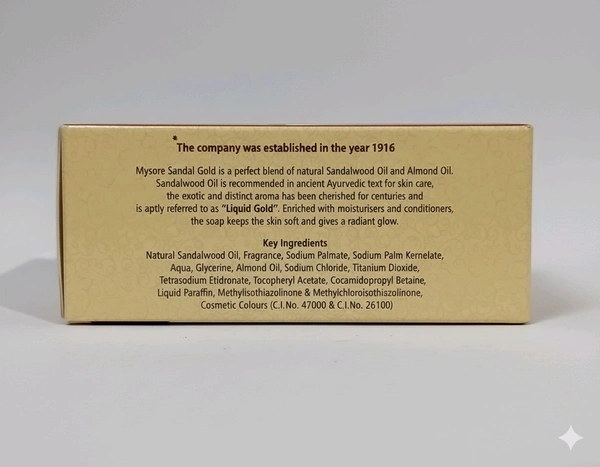 The company was established in the year 1916
Mysore Sandal Gold is a perfect blend of natural Sandalwood Oil and Almond Oil.
Sandalwood Oil is recommended in ancient Ayurvedic text for skin care,
the exotic and distinct aroma has been cherished for centuries and
is aptly referred to as "Liquid Gold". Enriched with moisturisers and conditioners,
the soap keeps the skin soft and gives a radiant glow.
Key Ingredients
Natural Sandalwood Oil, Fragrance, Sodium Palmate, Sodium Palm Kernelate,
Aqua, Glycerine, Almond Oil, Sodium Chloride, Titanium Dioxide,
Tetrasodium Etidronate, Tocopheryl Acetate, Cocamidopropyl Betaine,
Liquid Paraffin, Methylisothiazolinone & Methylchloroisothiszolinone,
Cosmetic Colours (C.I.No. 47000 & C.I.No. 26100)